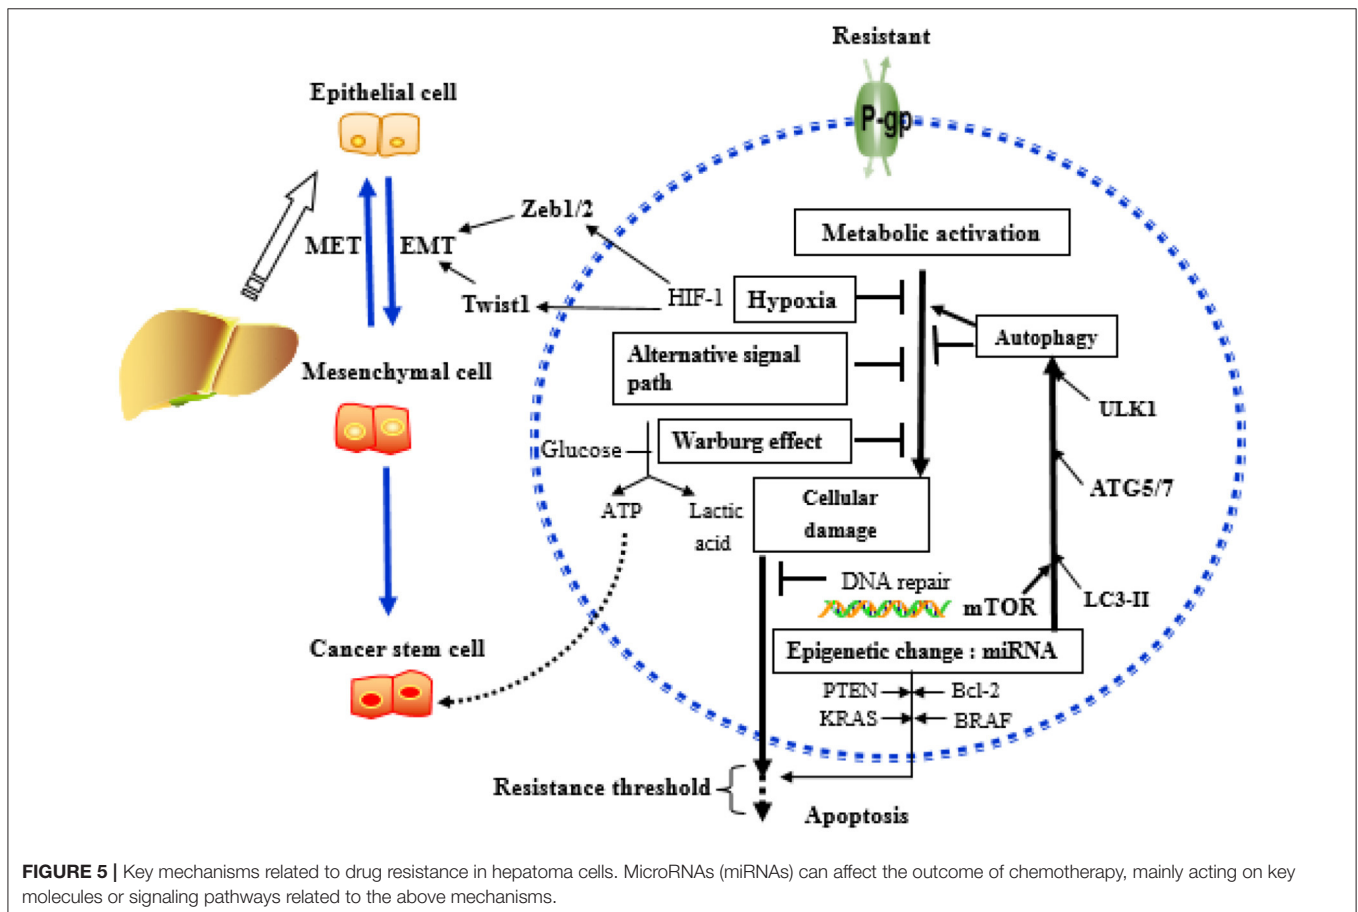 Resistant
P-gp
Epithelial cell
MET
EMT
Zeb1/2
Twist1
HIF-1
Mesenchymal cell
Cancer stem cell
Metabolic activation
Hypoxia
Autophagy
Alternative signal
path
ULK1
Warburg effect
Glucose
ATP
Lactic
acid
ATG5/7
Cellular
damage
DNA repair
mTOR
LC3-II
Epigenetic change : miRNA
PTEN
Bcl-2
KRAS
BRAF
Resistance threshold
Apoptosis
FIGURE 5 | Key mechanisms related to drug resistance in hepatoma cells. MicroRNAs (miRNAs) can affect the outcome of chemotherapy, mainly acting on key
molecules or signaling pathways related to the above mechanisms.